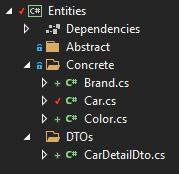 Entities
Dependencies
Abstract
Concrete
C# Brand.cs
C# Car.cs
C# Color.cs
DTOs
C# CarDetailDto.cs